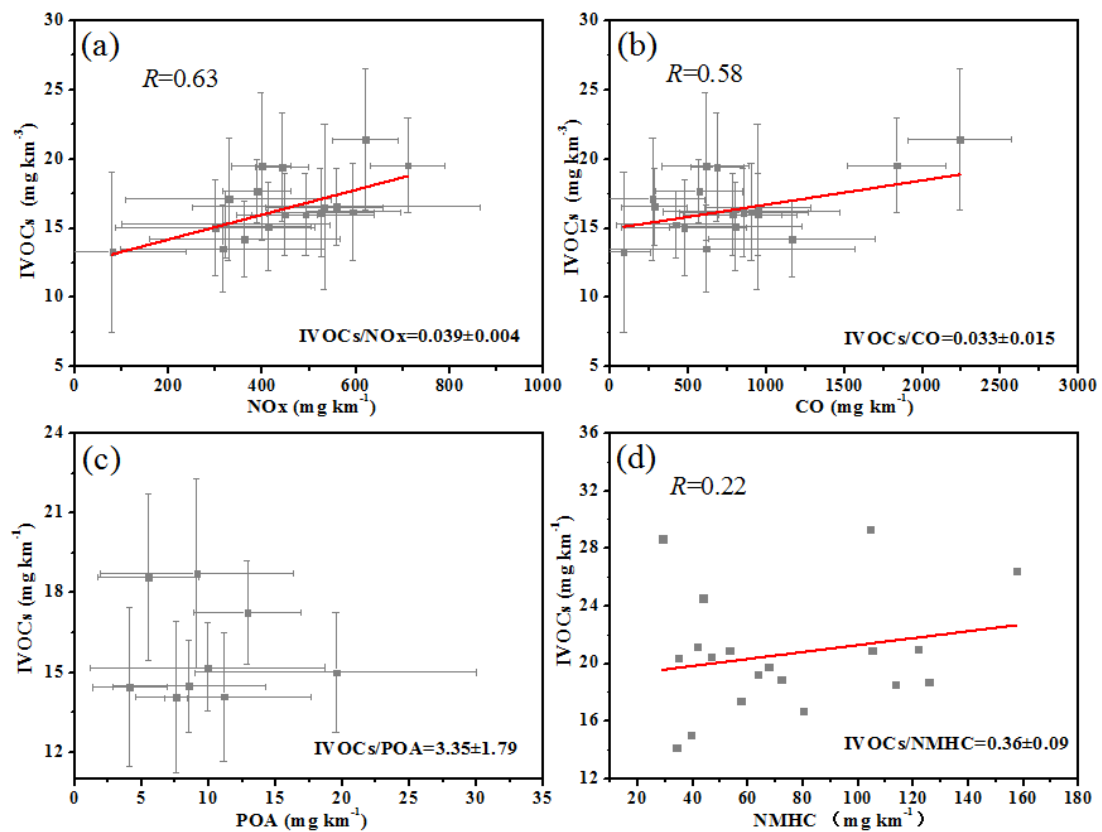 (a)
R=0.63
IVOCs (mg km-3)
30
25
20
15
10
5
IVOCs/NOx=0.039±0.004
0
200
400
600
800
1000
NOx (mg km-1)
(b)
R=0.58
IVOCs (mg km-3)
30
25
20
15
10
5
IVOCs/CO=0.033±0.015
0
500
1000
1500
2000
2500
3000
CO (mg km-1)
(c)
IVOCs (mg km-1)
24
21
18
15
12
IVOCs/POA=3.35±1.79
0
5
10
15
20
25
30
35
POA (mg km-1)
(d)
R=0.22
IVOCs (mg km-1)
36
32
28
24
20
16
12
IVOCs/NMHC=0.36±0.09
20
40
60
80
100
120
140
160
180
NMHC （mg km-1）